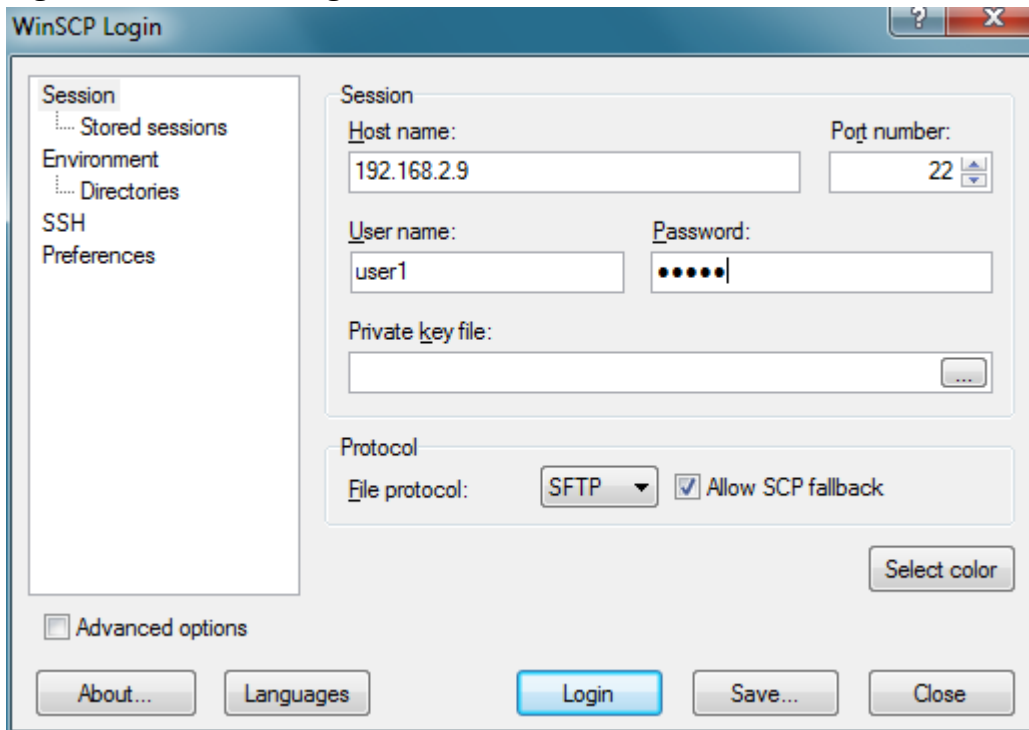 WinSCP Login
Session
Stored sessions
Environment
Directories
SSH
Preferences
Session
Host name:
Port number:
192.168.2.9
22
User name:
Password:
user1
●●●●●
Private key file:
...
Protocol
File protocol:
SFTP
Allow SCP fallback
Select color
Advanced options
About...
Languages
Login
Save...
Close